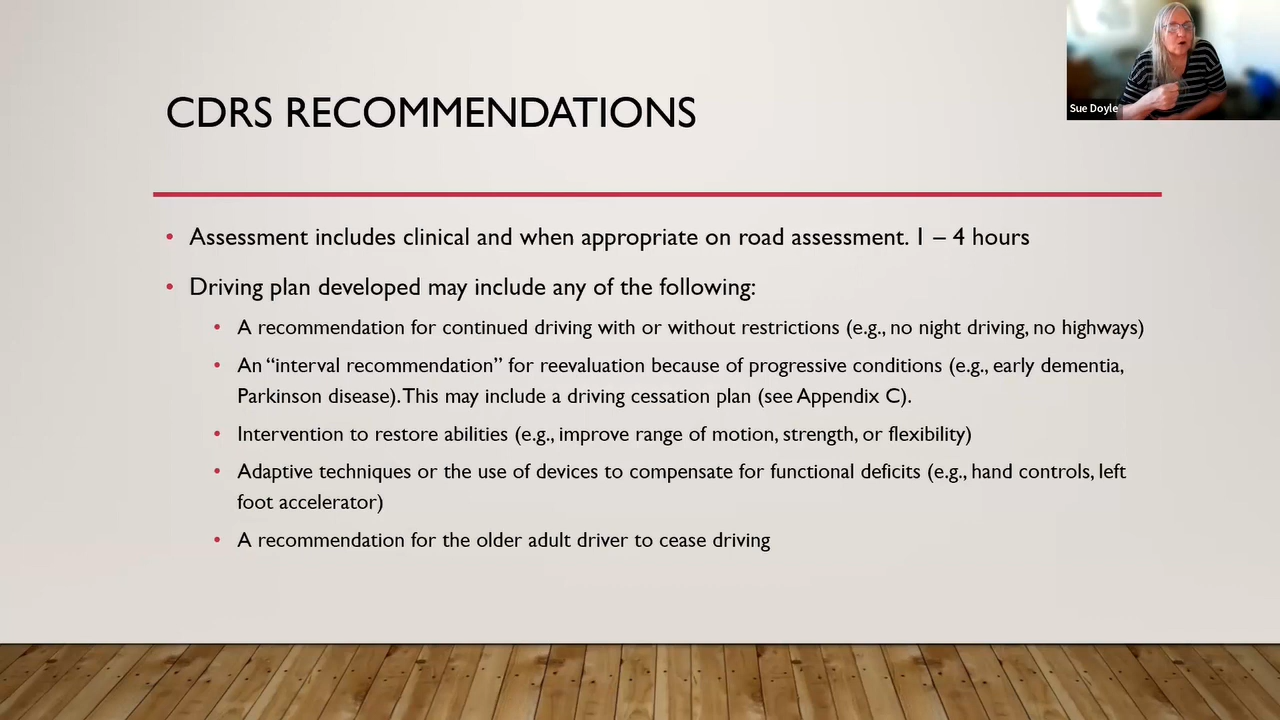 Sue Doyle
CDRS RECOMMENDATIONS
• Assessment includes clinical and when appropriate on road assessment. 1 – 4 hours
• Driving plan developed may include any of the following:
• A recommendation for continued driving with or without restrictions (e.g., no night driving, no highways)
• An “interval recommendation” for reevaluation because of progressive conditions (e.g., early dementia,
Parkinson disease). This may include a driving cessation plan (see Appendix C).
• Intervention to restore abilities (e.g., improve range of motion, strength, or flexibility)
• Adaptive techniques or the use of devices to compensate for functional deficits (e.g., hand controls, left
foot accelerator)
• A recommendation for the older adult driver to cease driving